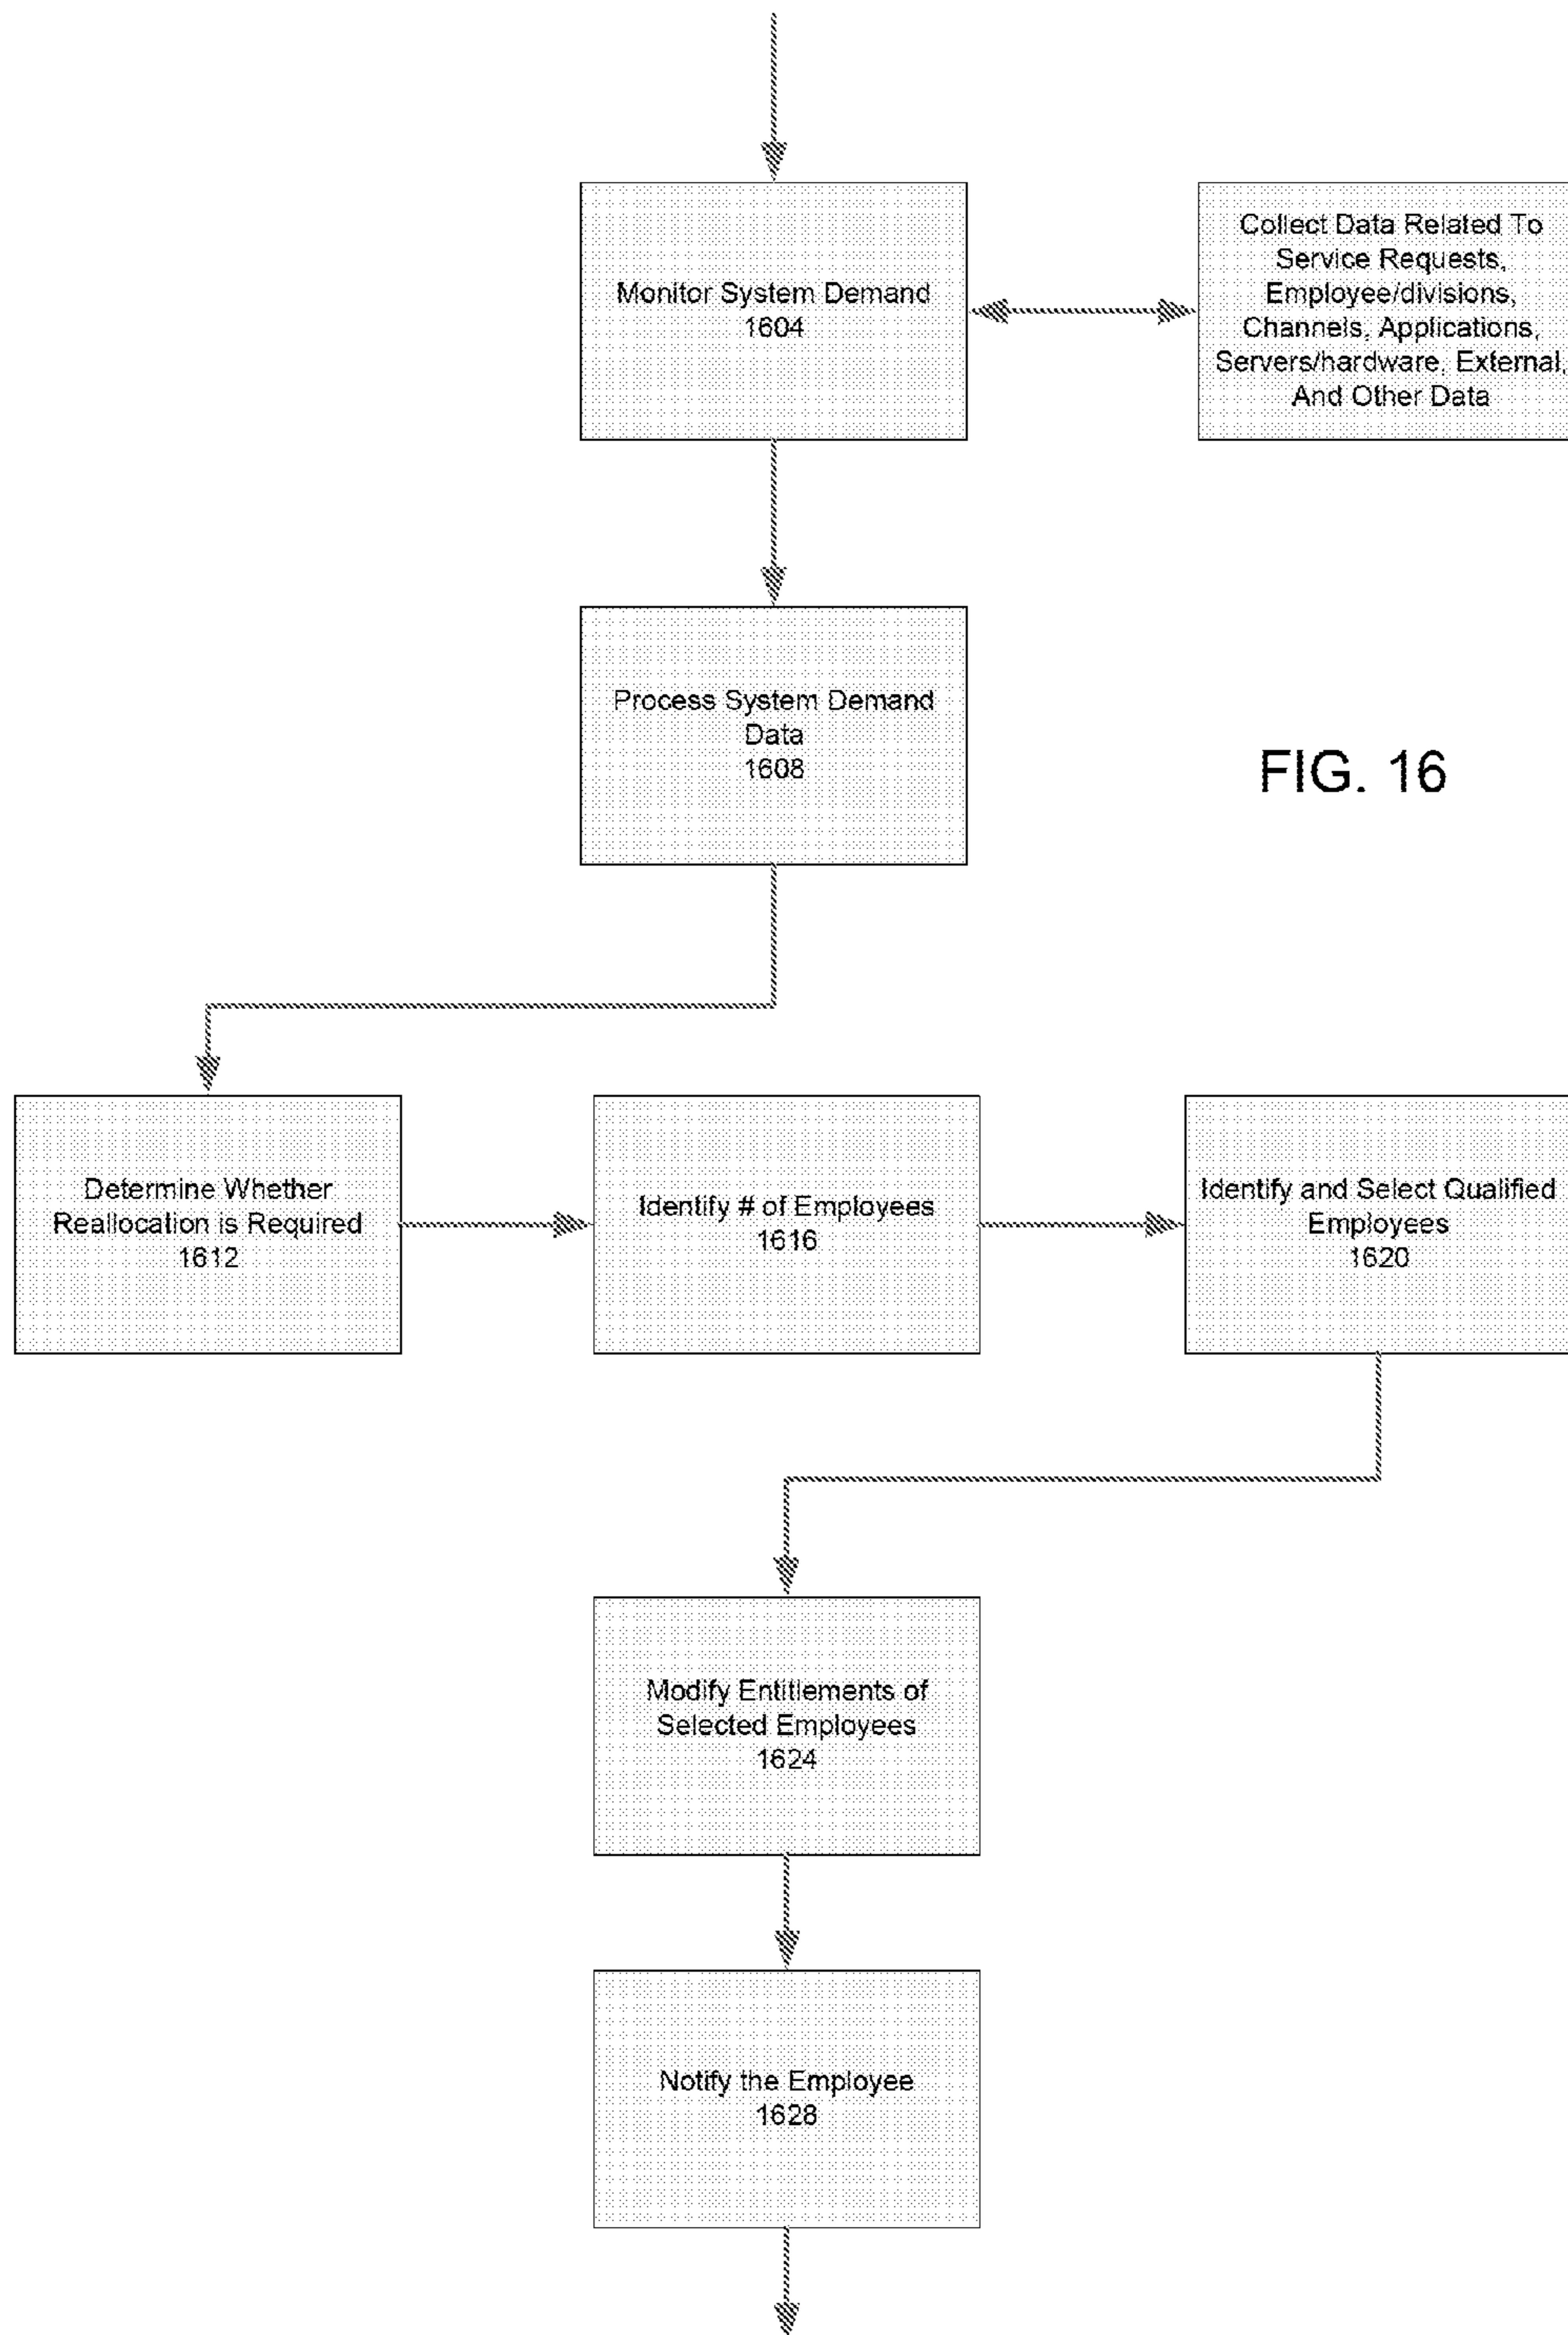 Monitor System Demand
1604
Collect Data Related To
Service Requests,
Employee/divisions,
Channels, Applications,
Servers/hardware, External,
And Other Data
Process System Demand
Data
1608
FIG. 16
Determine Whether
Reallocation is Required
1612
Identify # of Employees
1616
Identify and Select Qualified
Employees
1620
Modify Entitlements of
Selected Employees
1624
Notify the Employee
1628